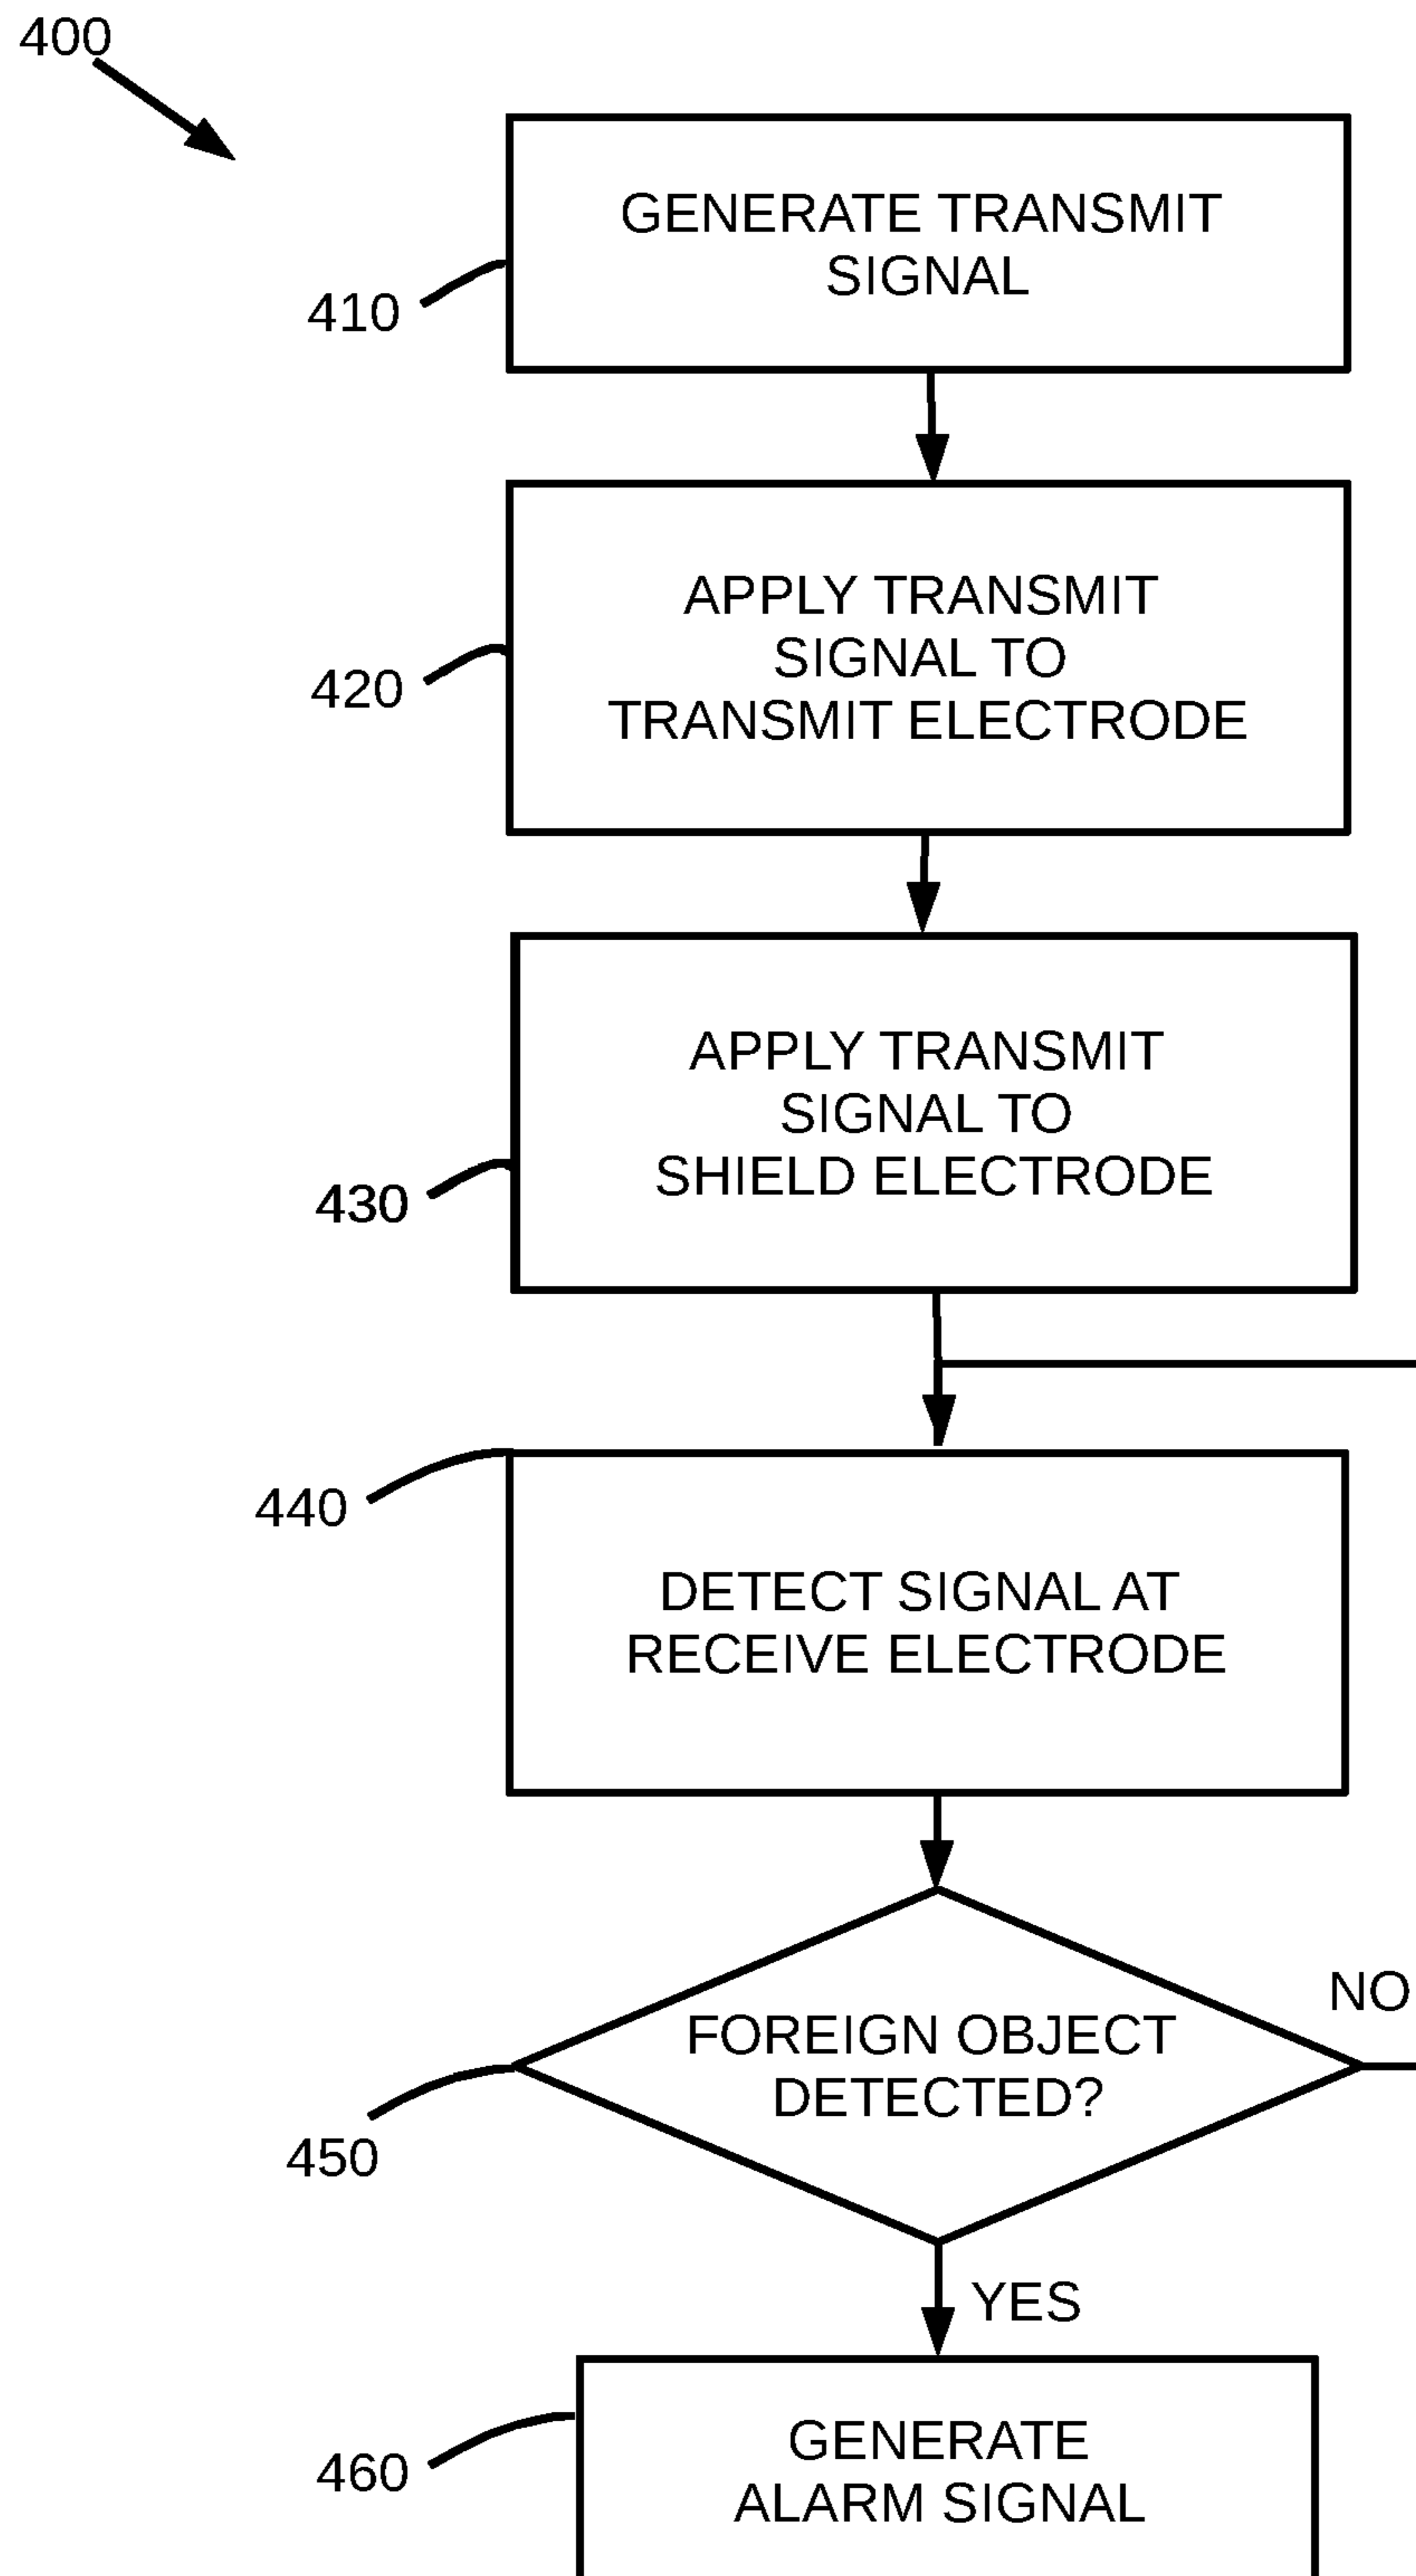 400
GENERATE TRANSMIT
SIGNAL
410
APPLY TRANSMIT
SIGNAL TO
TRANSMIT ELECTRODE
420
APPLY TRANSMIT
SIGNAL TO
SHIELD ELECTRODE
430
440
DETECT SIGNAL AT
RECEIVE ELECTRODE
NO
FOREIGN OBJECT
DETECTED?
450
YES
GENERATE
ALARM SIGNAL
460